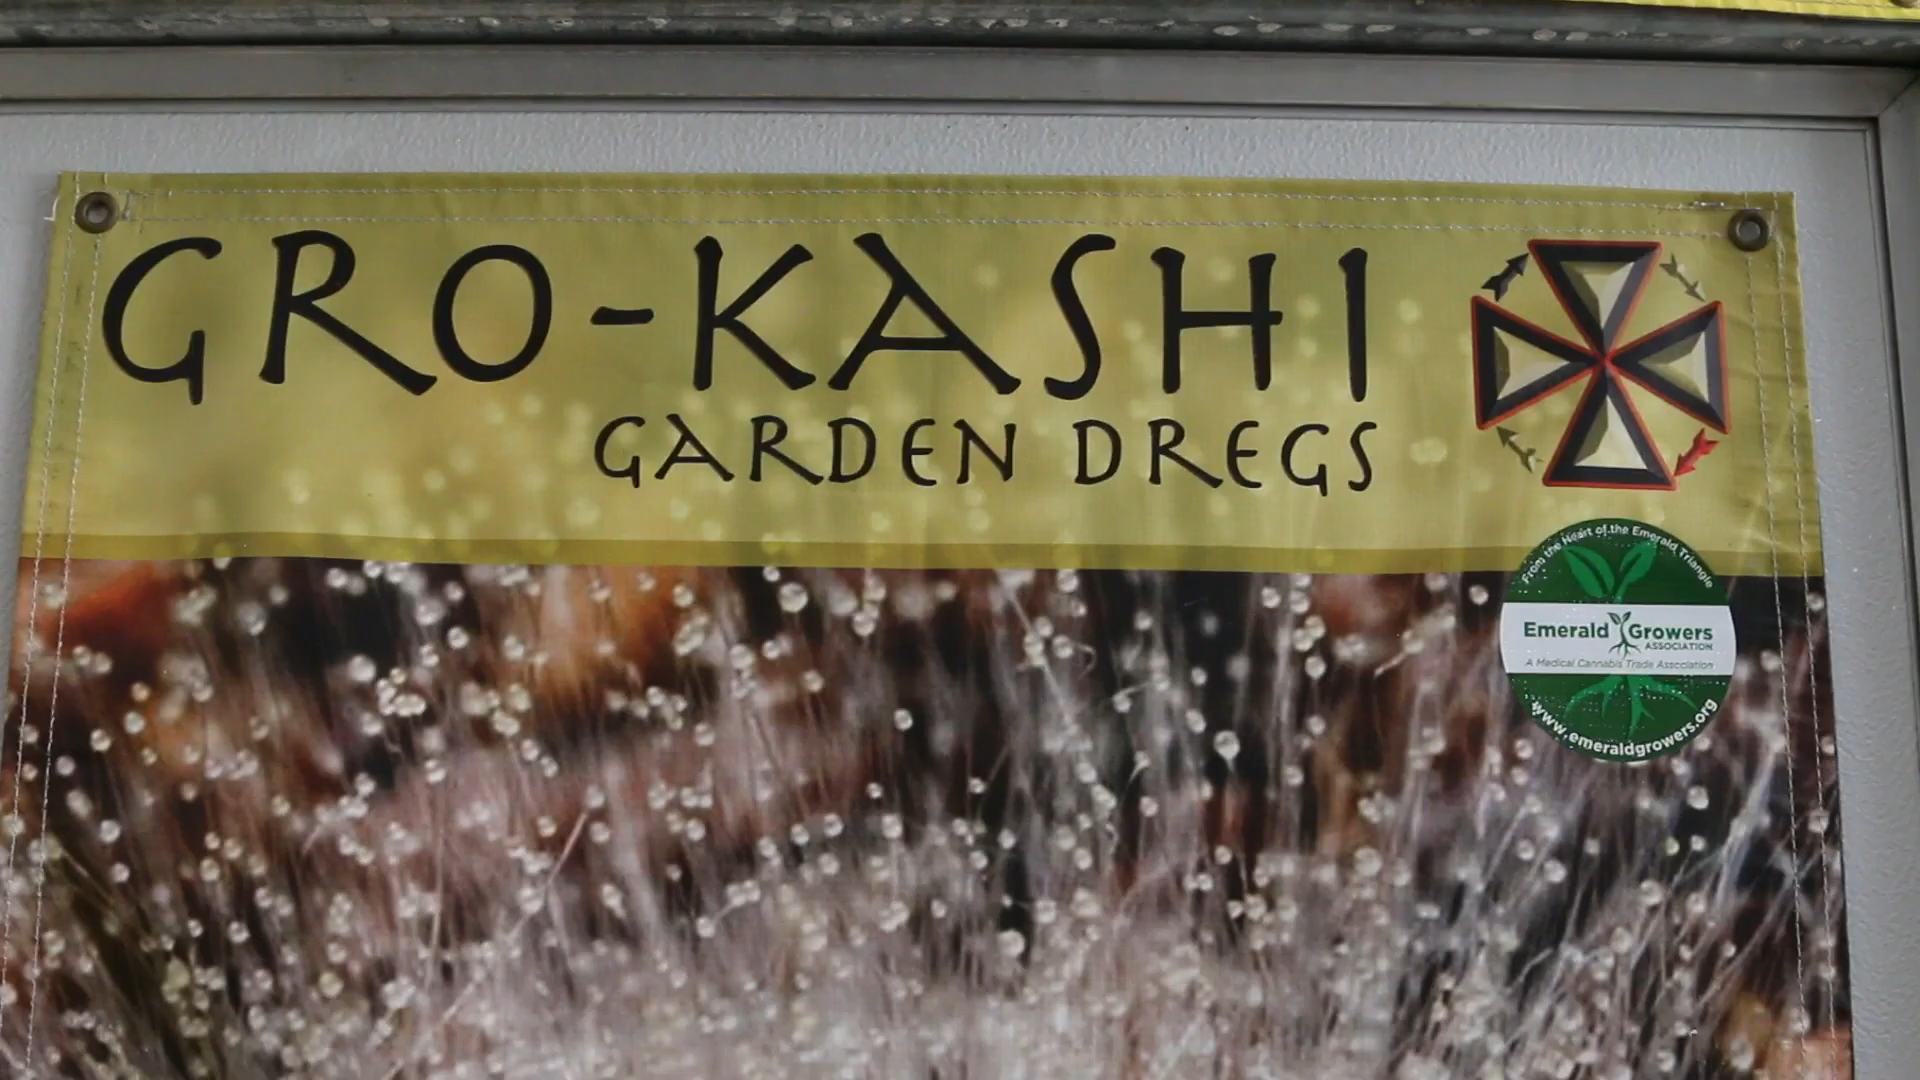 GRO-KASHI
GARDEN DREGS
From the Heart of the Emerald Triangle
Emerald Growers
ASSOCIATION
A Medical Cannabis Trade Association
www.emeraldgrowers.org